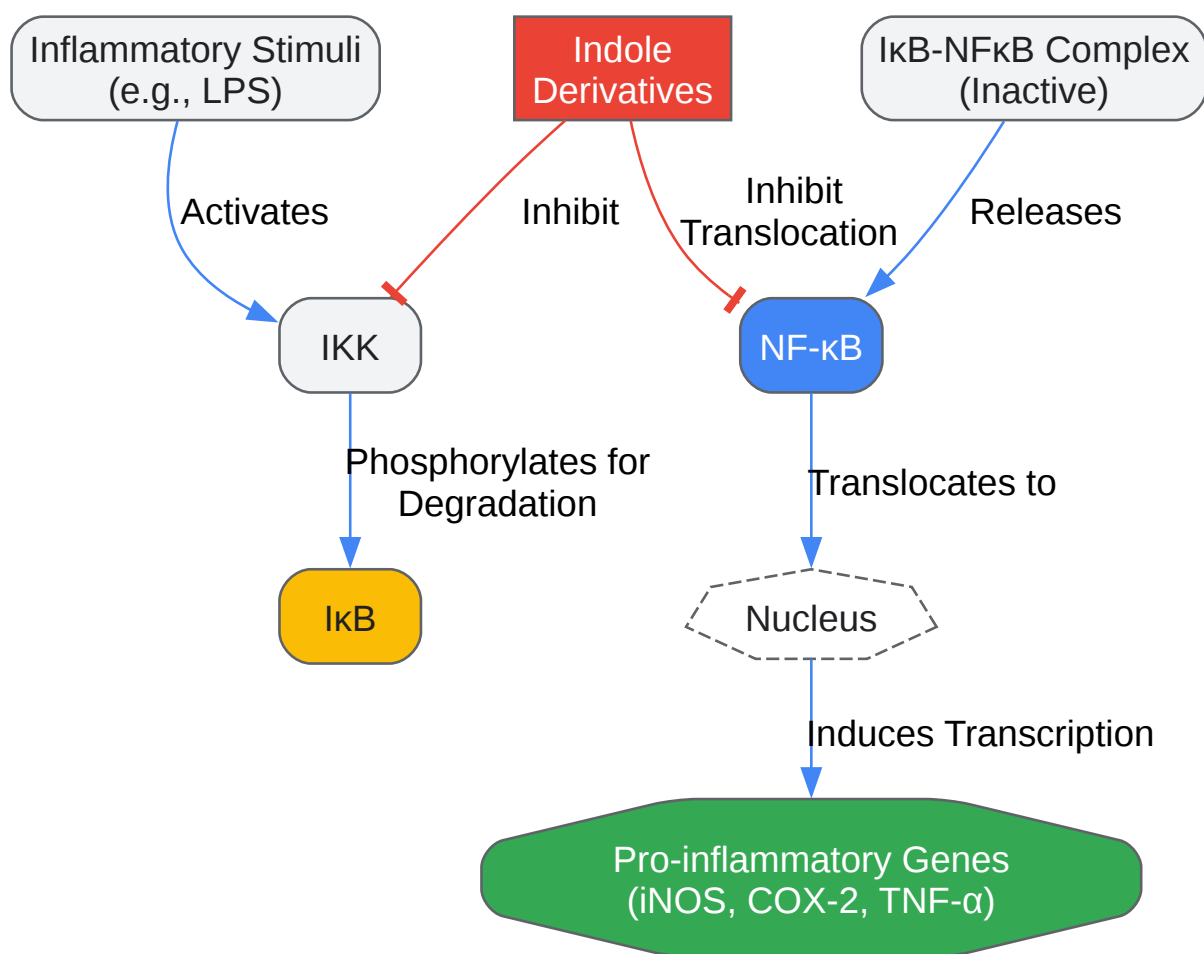 Inflammatory Stimuli
(e.g., LPS)
Indole
Derivatives
IκB-NFκB Complex
(Inactive)
Activates
Inhibit
Inhibit
Translocation
Releases
IKK
NF-κB
Phosphorylates for
Degradation
Translocates to
IκB
Nucleus
Induces Transcription
Pro-inflammatory Genes
(iNOS, COX-2, TNF-α)